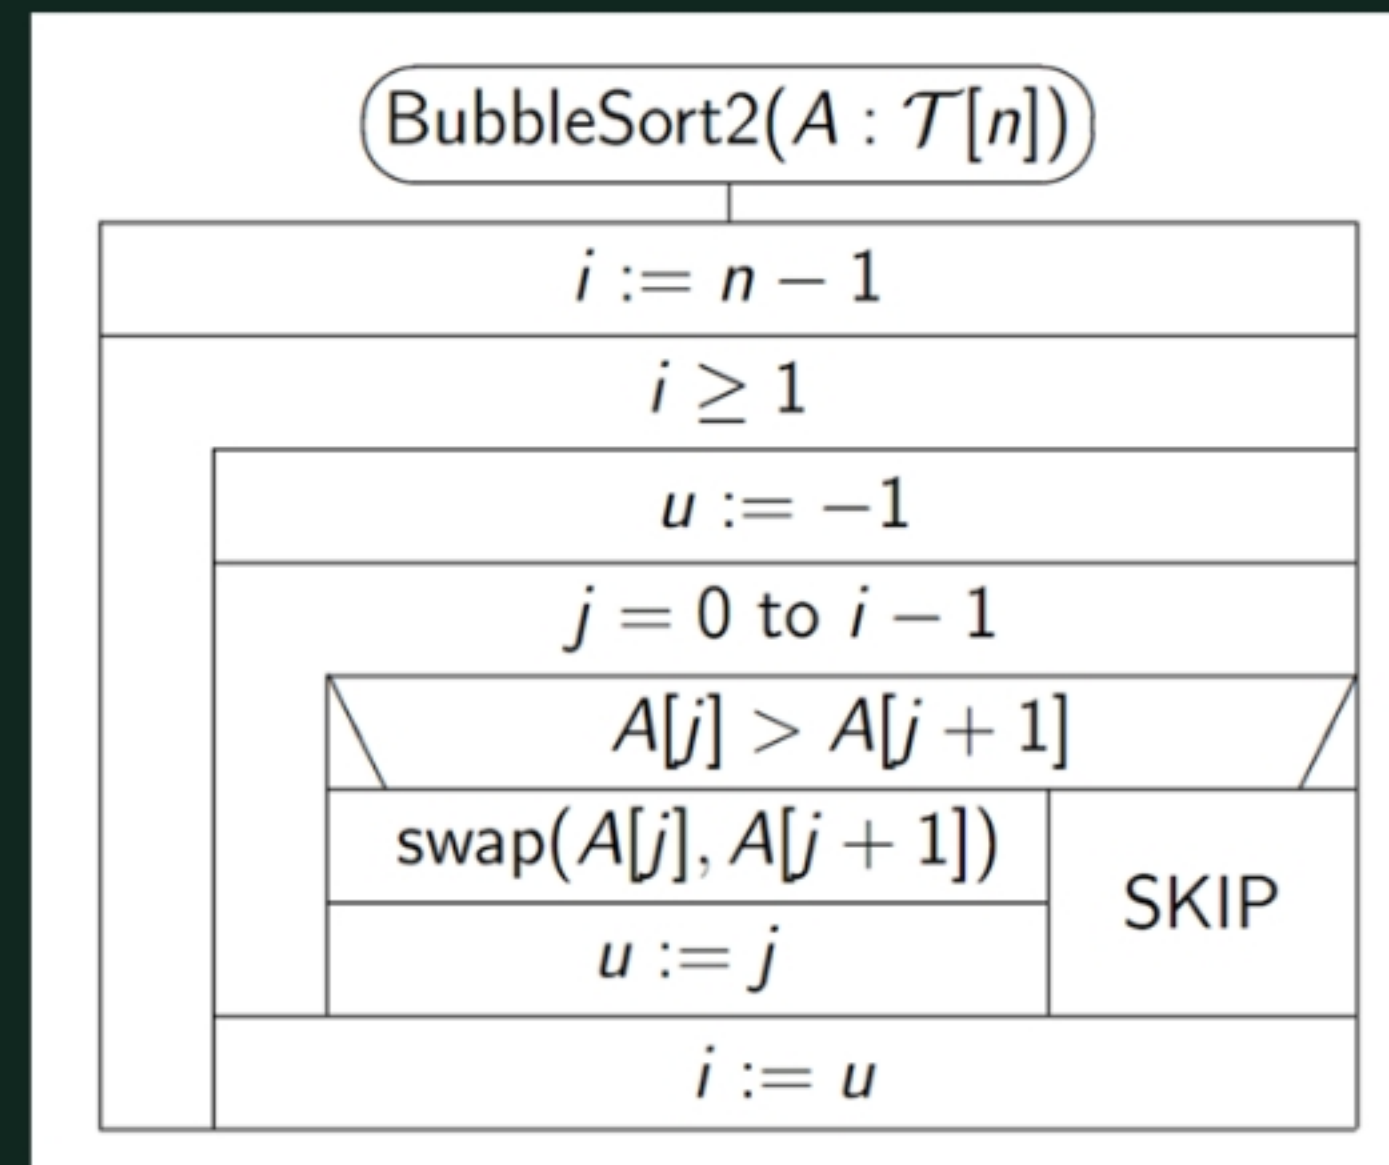 BubbleSort2(A : 𝒯[n])
i := n − 1
i ≥ 1
u := −1
j = 0 to i − 1
A[j] > A[j + 1]
swap(A[j], A[j + 1])
SKIP
u := j
i := u